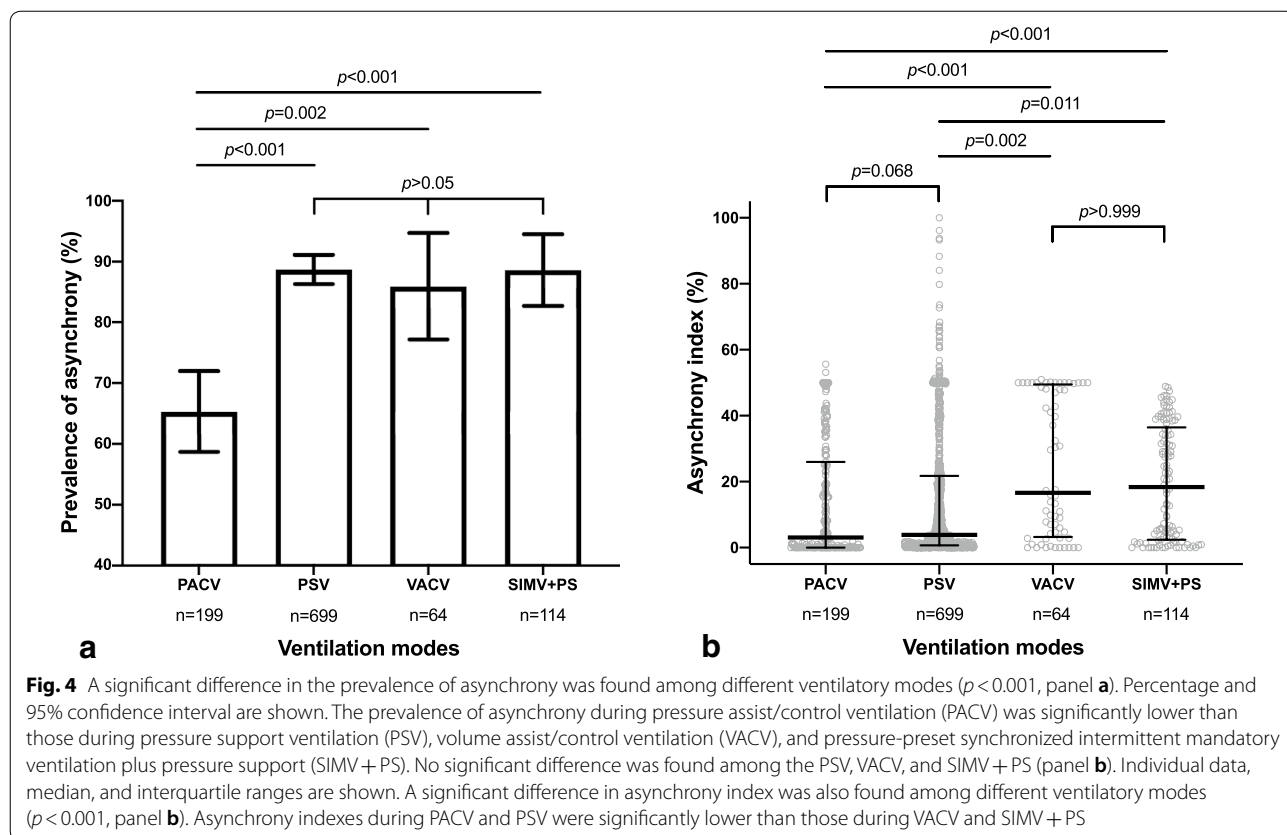 p<0.001
p=0.002
p<0.001
p>0.05
Prevalence of asynchrony (%)
100
90
80
70
60
50
40
PACV PSV VACV SIMV+PS
n=199 n=699 n=64 n=114
Ventilation modes
a
p<0.001
p<0.001
p=0.011
p=0.002
p=0.068
p>0.999
Asynchrony index (%)
100
80
60
40
20
0
PACV PSV VACV SIMV+PS
n=199 n=699 n=64 n=114
Ventilation modes
b
Fig. 4 A significant difference in the prevalence of asynchrony was found among different ventilatory modes (p < 0.001, panel a). Percentage and
95% confidence interval are shown. The prevalence of asynchrony during pressure assist/control ventilation (PACV) was significantly lower than
those during pressure support ventilation (PSV), volume assist/control ventilation (VACV), and pressure-preset synchronized intermittent mandatory
ventilation plus pressure support (SIMV + PS). No significant difference was found among the PSV, VACV, and SIMV + PS (panel b). Individual data,
median, and interquartile ranges are shown. A significant difference in asynchrony index was also found among different ventilatory modes
(p < 0.001, panel b). Asynchrony indexes during PACV and PSV were significantly lower than those during VACV and SIMV + PS